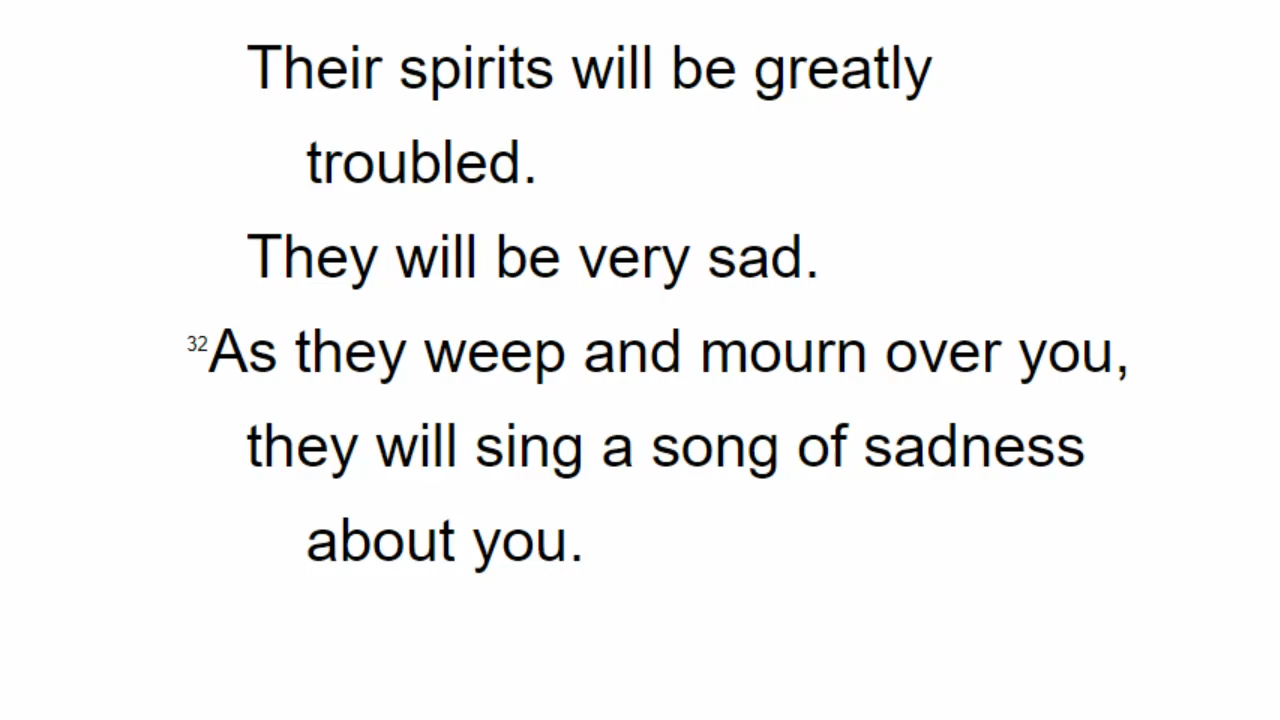 Their spirits will be greatly
troubled.
They will be very sad.
32As they weep and mourn over you,
they will sing a song of sadness
about you.